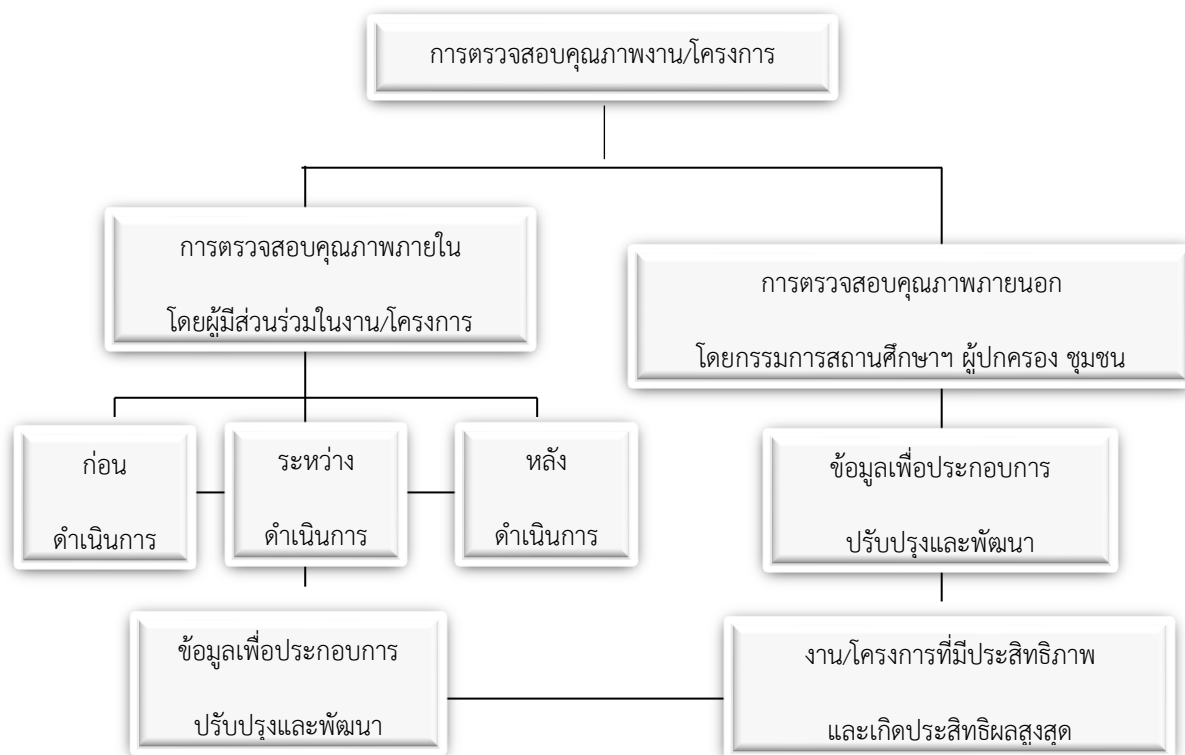 การตรวจสอบคุณภาพงาน/โครงการ
การตรวจสอบคุณภาพภายใน
โดยผู้มีส่วนร่วมในงาน/โครงการ
การตรวจสอบคุณภาพภายนอก
โดยกรรมการสถานศึกษาฯ ผู้ปกครอง ชุมชน
ก่อน
ดำเนินการ
ระหว่าง
ดำเนินการ
หลัง
ดำเนินการ
ข้อมูลเพื่อประกอบการ
ปรับปรุงและพัฒนา
ข้อมูลเพื่อประกอบการ
ปรับปรุงและพัฒนา
งาน/โครงการที่มีประสิทธิภาพ
และเกิดประสิทธิผลสูงสุด